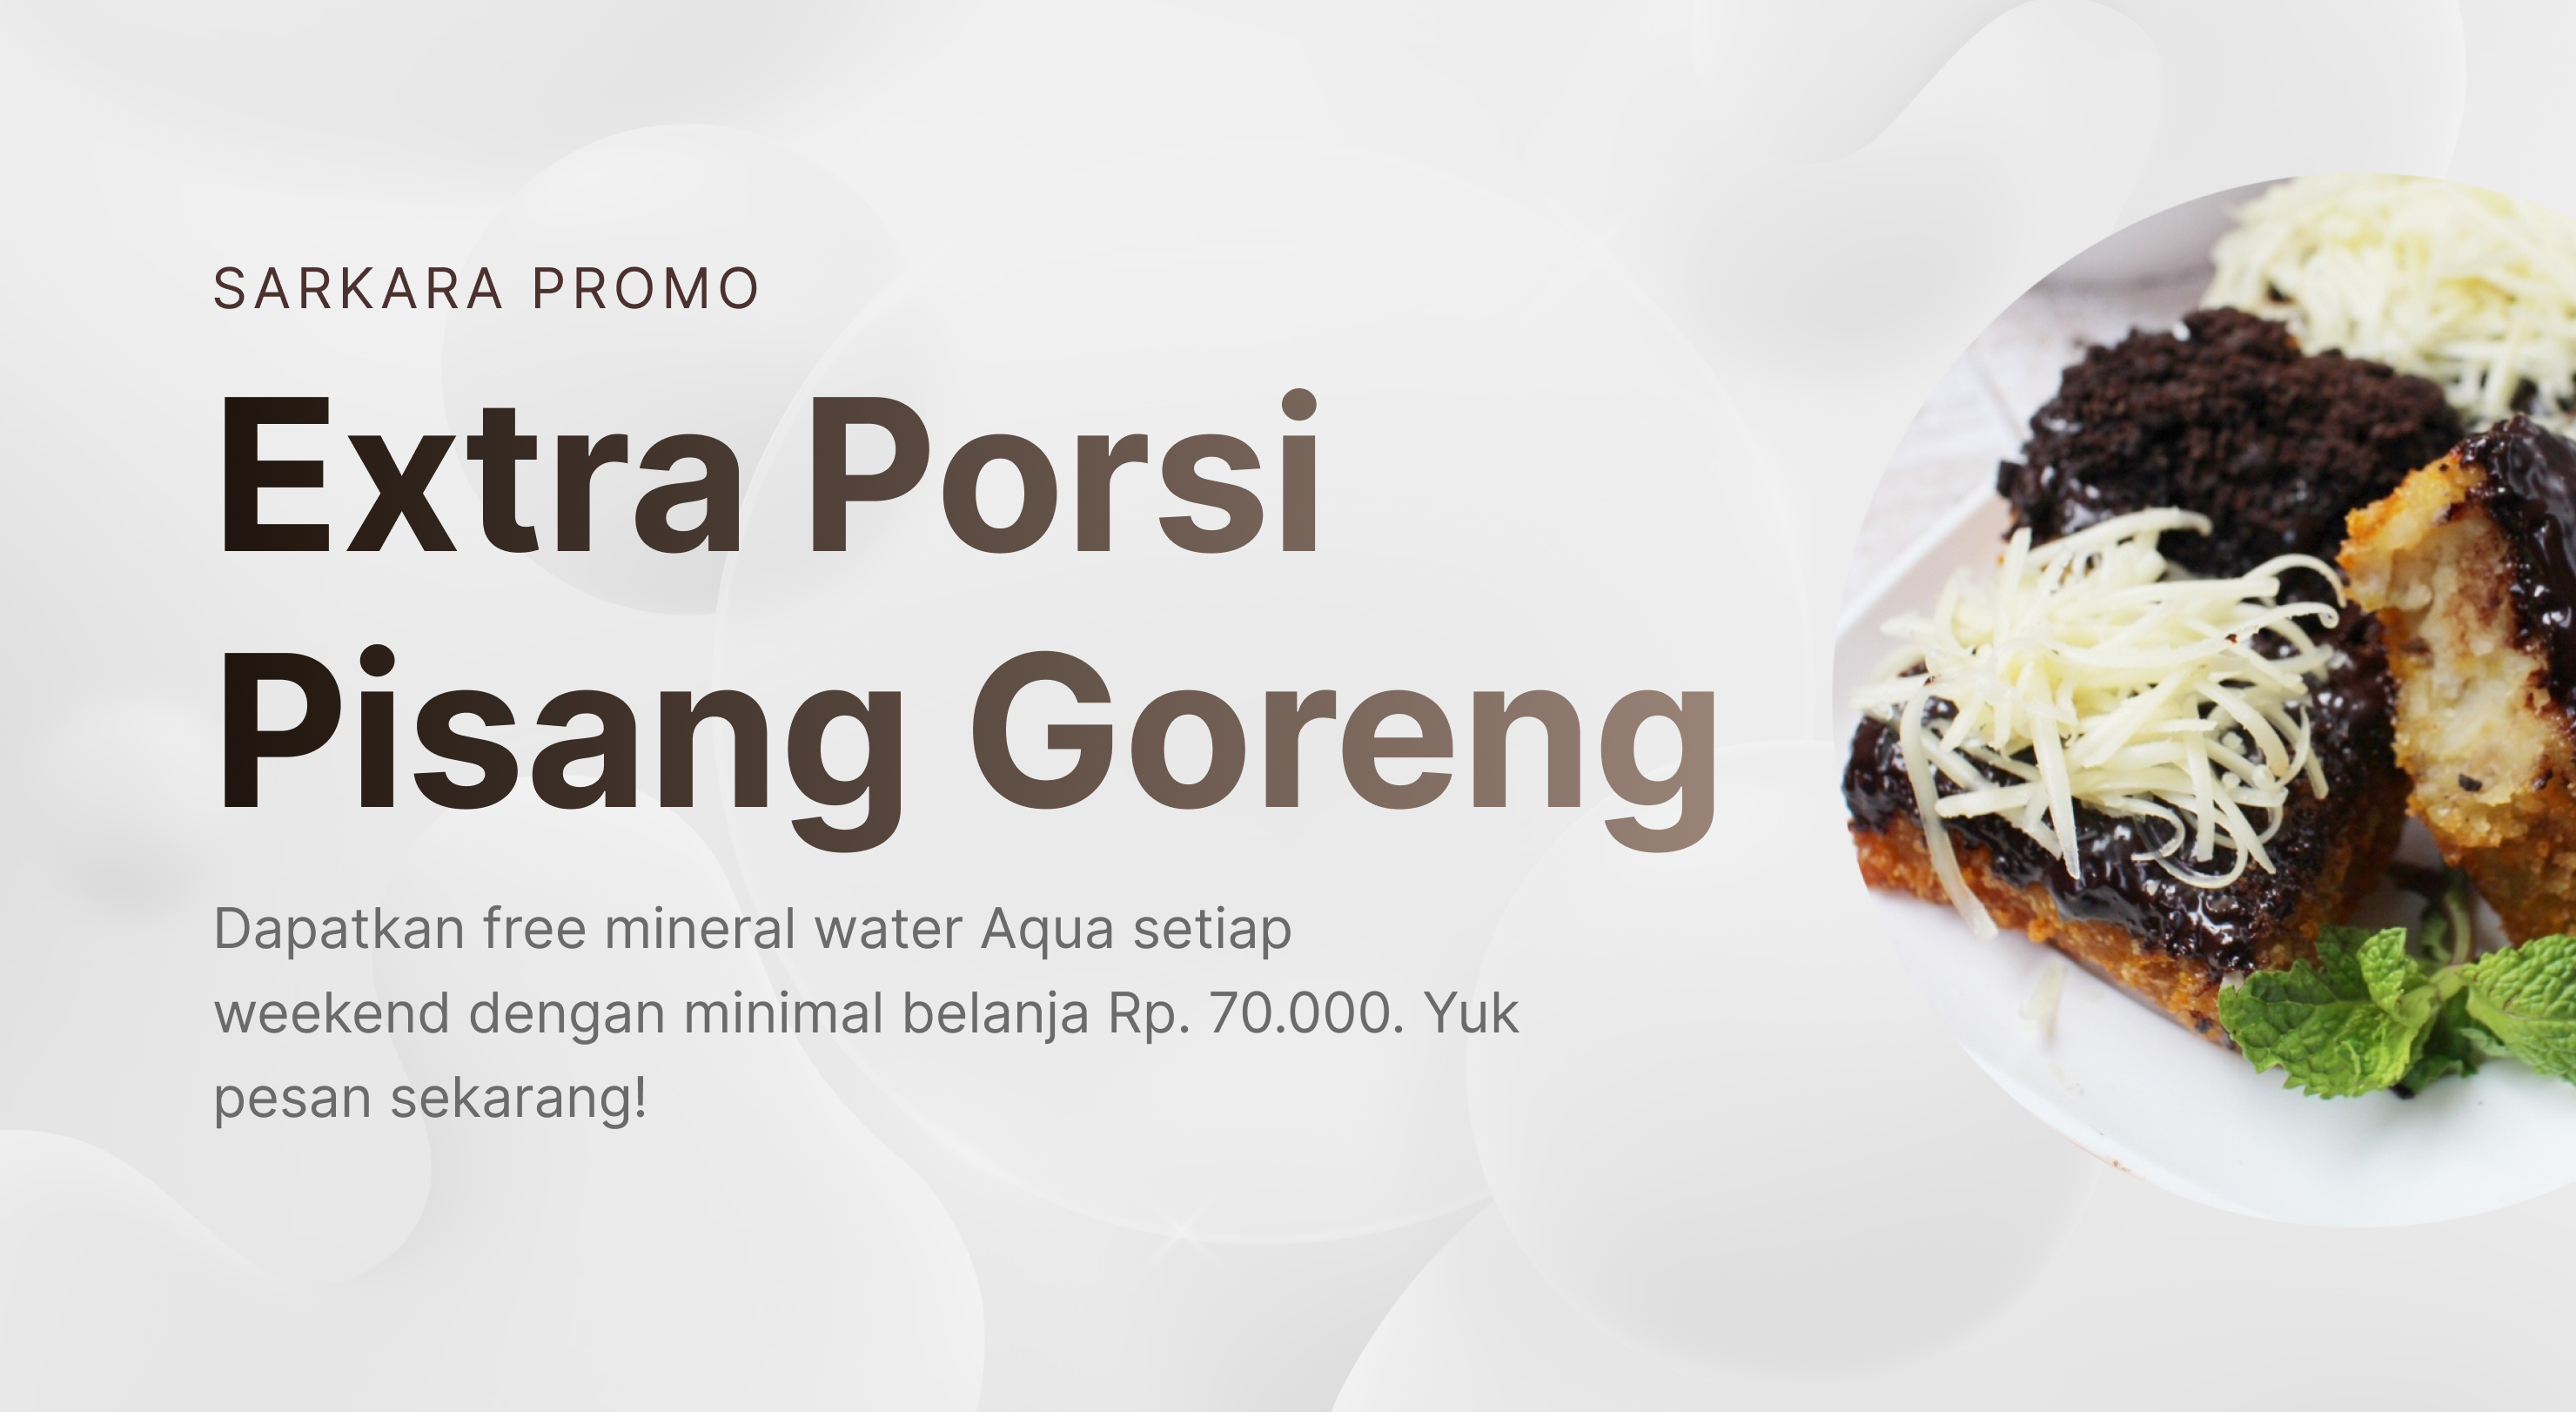 SARKARA PROMO
Extra Porsi
Pisang Goreng
Dapatkan free mineral water Aqua setiap
weekend dengan minimal belanja Rp. 70.000. Yuk
pesan sekarang!